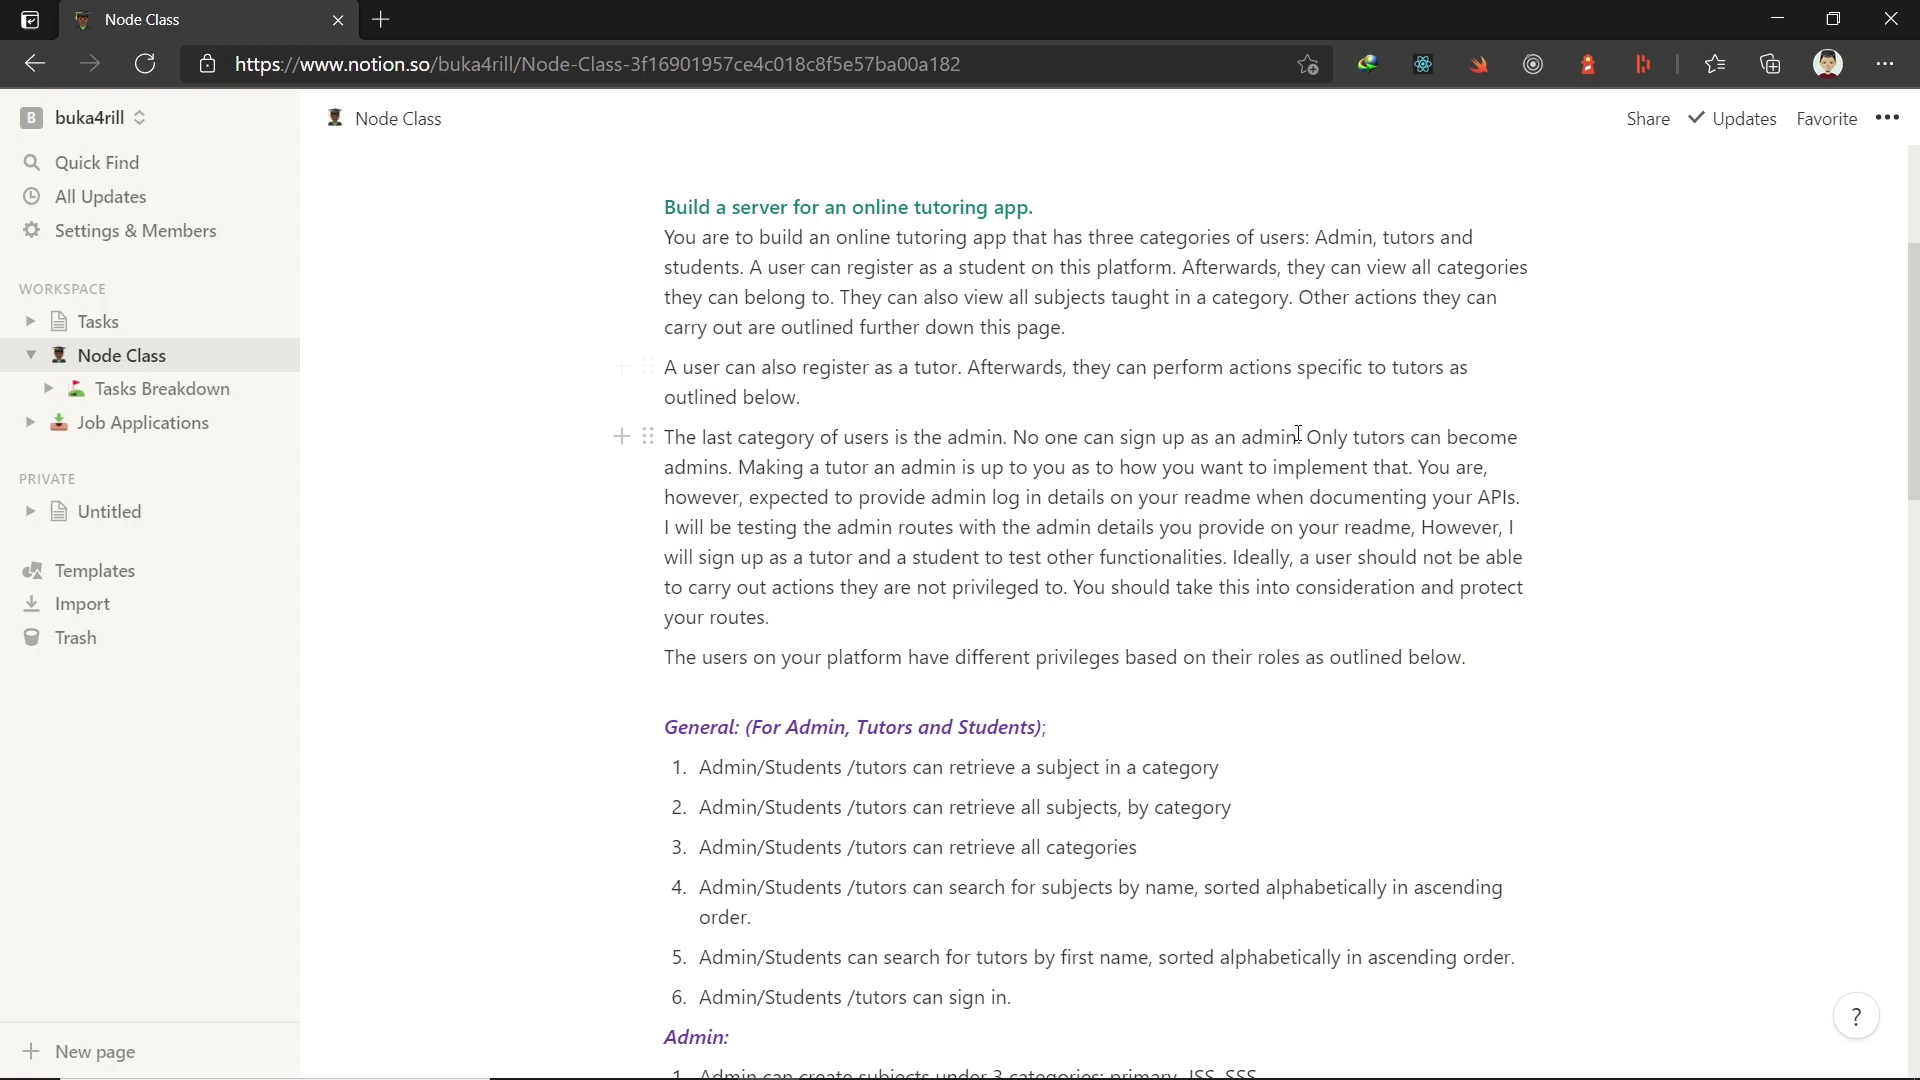 Node Class
https://www.notion.so/buka4rill/Node-Class-3f16901957ce4c018c8f5e57ba00a182
B buka4rill
Node Class
Share
Updates
Favorite
Quick Find
All Updates
Settings & Members
WORKSPACE
Tasks
Node Class
Tasks Breakdown
Job Applications
PRIVATE
Untitled
Templates
Import
Trash
New page
Build a server for an online tutoring app.
You are to build an online tutoring app that has three categories of users: Admin, tutors and
students. A user can register as a student on this platform. Afterwards, they can view all categories
they can belong to. They can also view all subjects taught in a category. Other actions they can
carry out are outlined further down this page.
A user can also register as a tutor. Afterwards, they can perform actions specific to tutors as
outlined below.
The last category of users is the admin. No one can sign up as an admin. Only tutors can become
admins. Making a tutor an admin is up to you as to how you want to implement that. You are,
however, expected to provide admin log in details on your readme when documenting your APIs.
I will be testing the admin routes with the admin details you provide on your readme, However, I
will sign up as a tutor and a student to test other functionalities. Ideally, a user should not be able
to carry out actions they are not privileged to. You should take this into consideration and protect
your routes.
The users on your platform have different privileges based on their roles as outlined below.
General: (For Admin, Tutors and Students);
1. Admin/Students /tutors can retrieve a subject in a category
2. Admin/Students /tutors can retrieve all subjects, by category
3. Admin/Students /tutors can retrieve all categories
4. Admin/Students /tutors can search for subjects by name, sorted alphabetically in ascending
order.
5. Admin/Students can search for tutors by first name, sorted alphabetically in ascending order.
6. Admin/Students /tutors can sign in.
Admin:
1. Admin can create subjects under 3 categories: primary, JSS, SSS
?